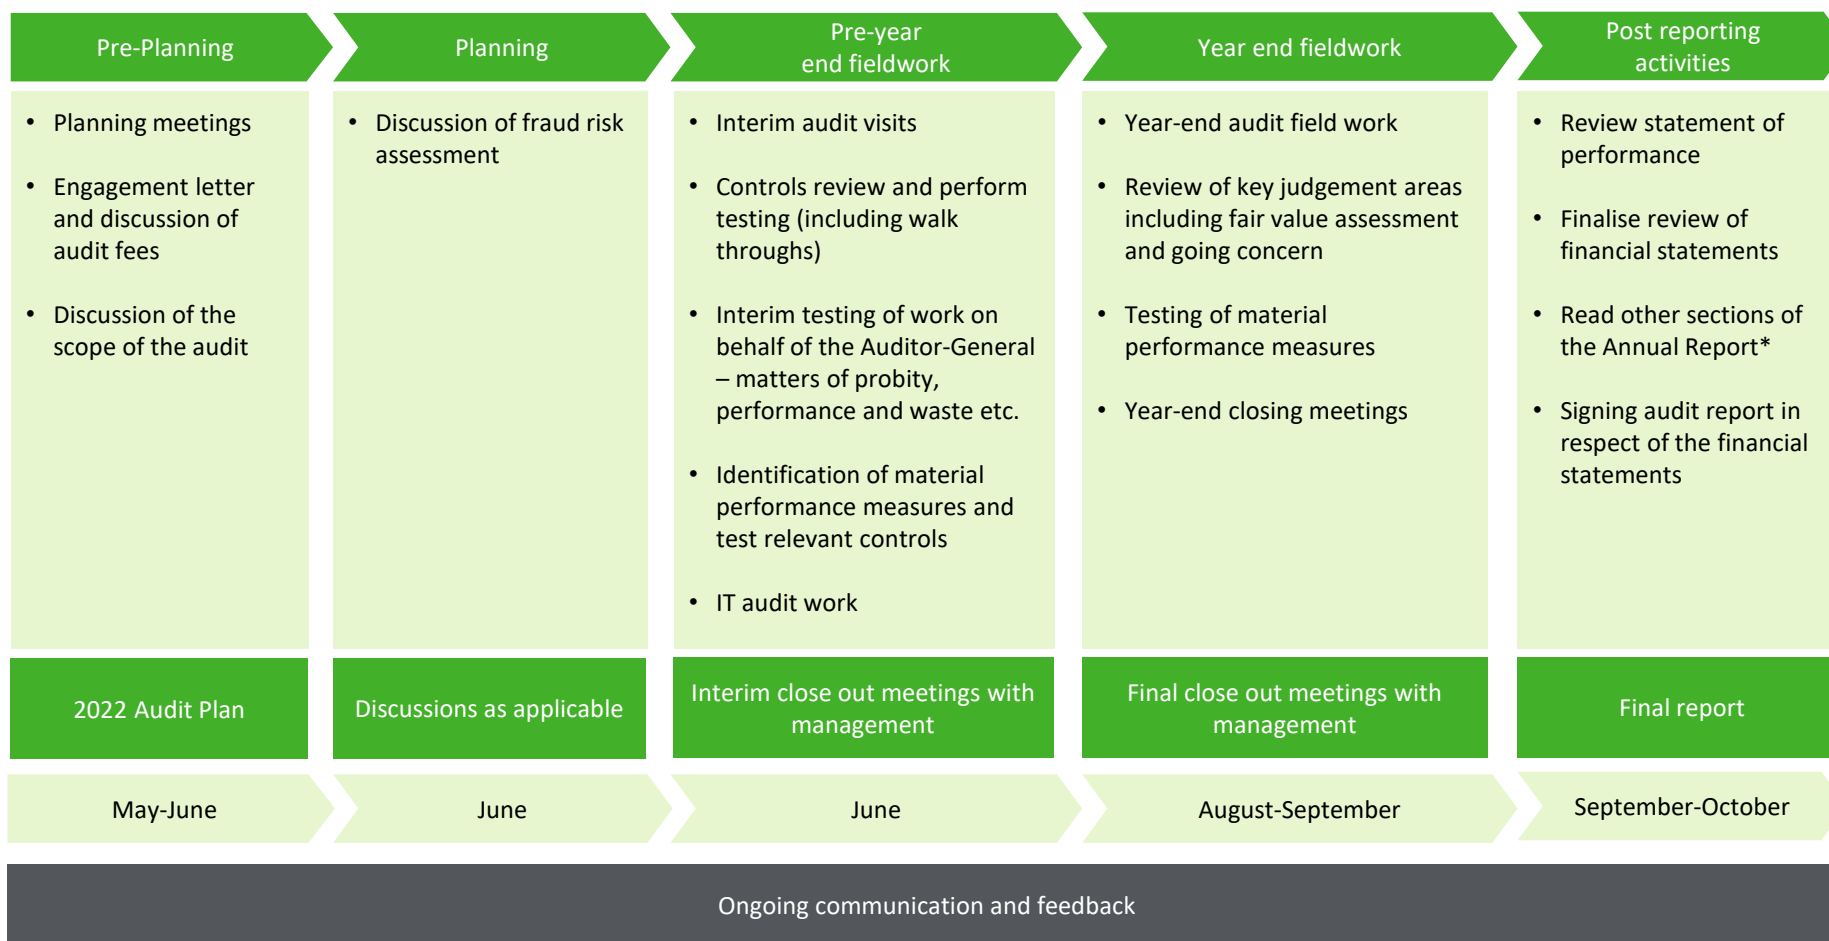 Pre-Planning
Planning
Pre-year
end fieldwork
Year end fieldwork
Post reporting
activities
• Planning meetings
• Engagement letter
and discussion of
audit fees
• Discussion of the
scope of the audit
• Discussion of fraud risk
assessment
• Interim audit visits
• Controls review and perform
testing (including walk
throughs)
• Interim testing of work on
behalf of the Auditor-General
– matters of probity,
performance and waste etc.
• Identification of material
performance measures and
test relevant controls
• IT audit work
• Year-end audit field work
• Review of key judgement areas
including fair value assessment
and going concern
• Testing of material
performance measures
• Year-end closing meetings
• Review statement of
performance
• Finalise review of
financial statements
• Read other sections of
the Annual Report*
• Signing audit report in
respect of the financial
statements
2022 Audit Plan
Discussions as applicable
Interim close out meetings with
management
Final close out meetings with
management
Final report
May-June
June
June
August-September
September-October
Ongoing communication and feedback